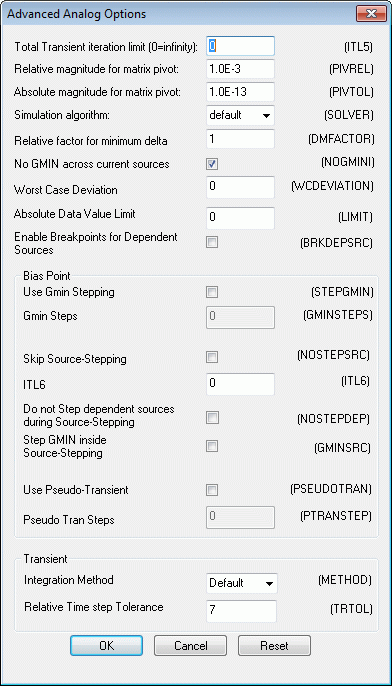 Advanced Analog Options
Total Transient iteration limit (0=infinity): 0 (ITL5)
Relative magnitude for matrix pivot: 1.0E-3 (PIVREL)
Absolute magnitude for matrix pivot: 1.0E-13 (PIVTOL)
Simulation algorithm: default (SOLVER)
Relative factor for minimum delta 1 (DMFACTOR)
No GMIN across current sources (NOGMINI)
Worst Case Deviation 0 (WCDEVIATION)
Absolute Data Value Limit 0 (LIMIT)
Enable Breakpoints for Dependent
Sources (BRKDEPSRC)
Bias Point
Use Gmin Stepping (STEPGMIN)
Gmin Steps 0 (GMINSTEPS)
Skip Source-Stepping (NOSTEPSRC)
ITL6 0 (ITL6)
Do not Step dependent sources
during Source-Stepping (NOSTEPDEP)
Step GMIN inside
Source-Stepping (GMINSRC)
Use Pseudo-Transient (PSEUDOTRAN)
Pseudo Tran Steps 0 (PTRANSTEP)
Transient
Integration Method Default (METHOD)
Relative Time step Tolerance 7 (TRTOL)
OK Cancel Reset